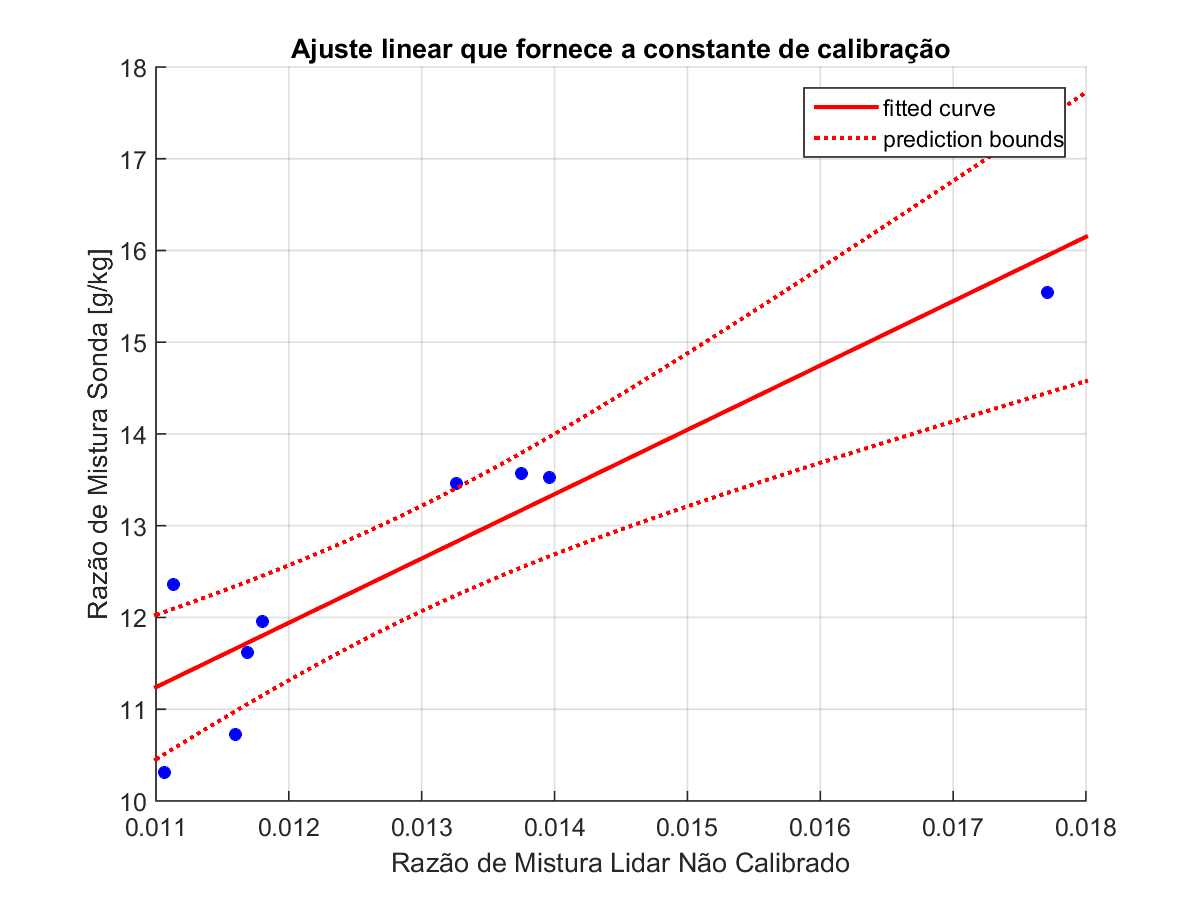 Ajuste linear que fornece a constante de calibração
fitted curve
prediction bounds
Razão de Mistura Sonda [g/kg]
18
17
16
15
14
13
12
11
10
0.011 0.012 0.013 0.014 0.015 0.016 0.017 0.018
Razão de Mistura Lidar Não Calibrado